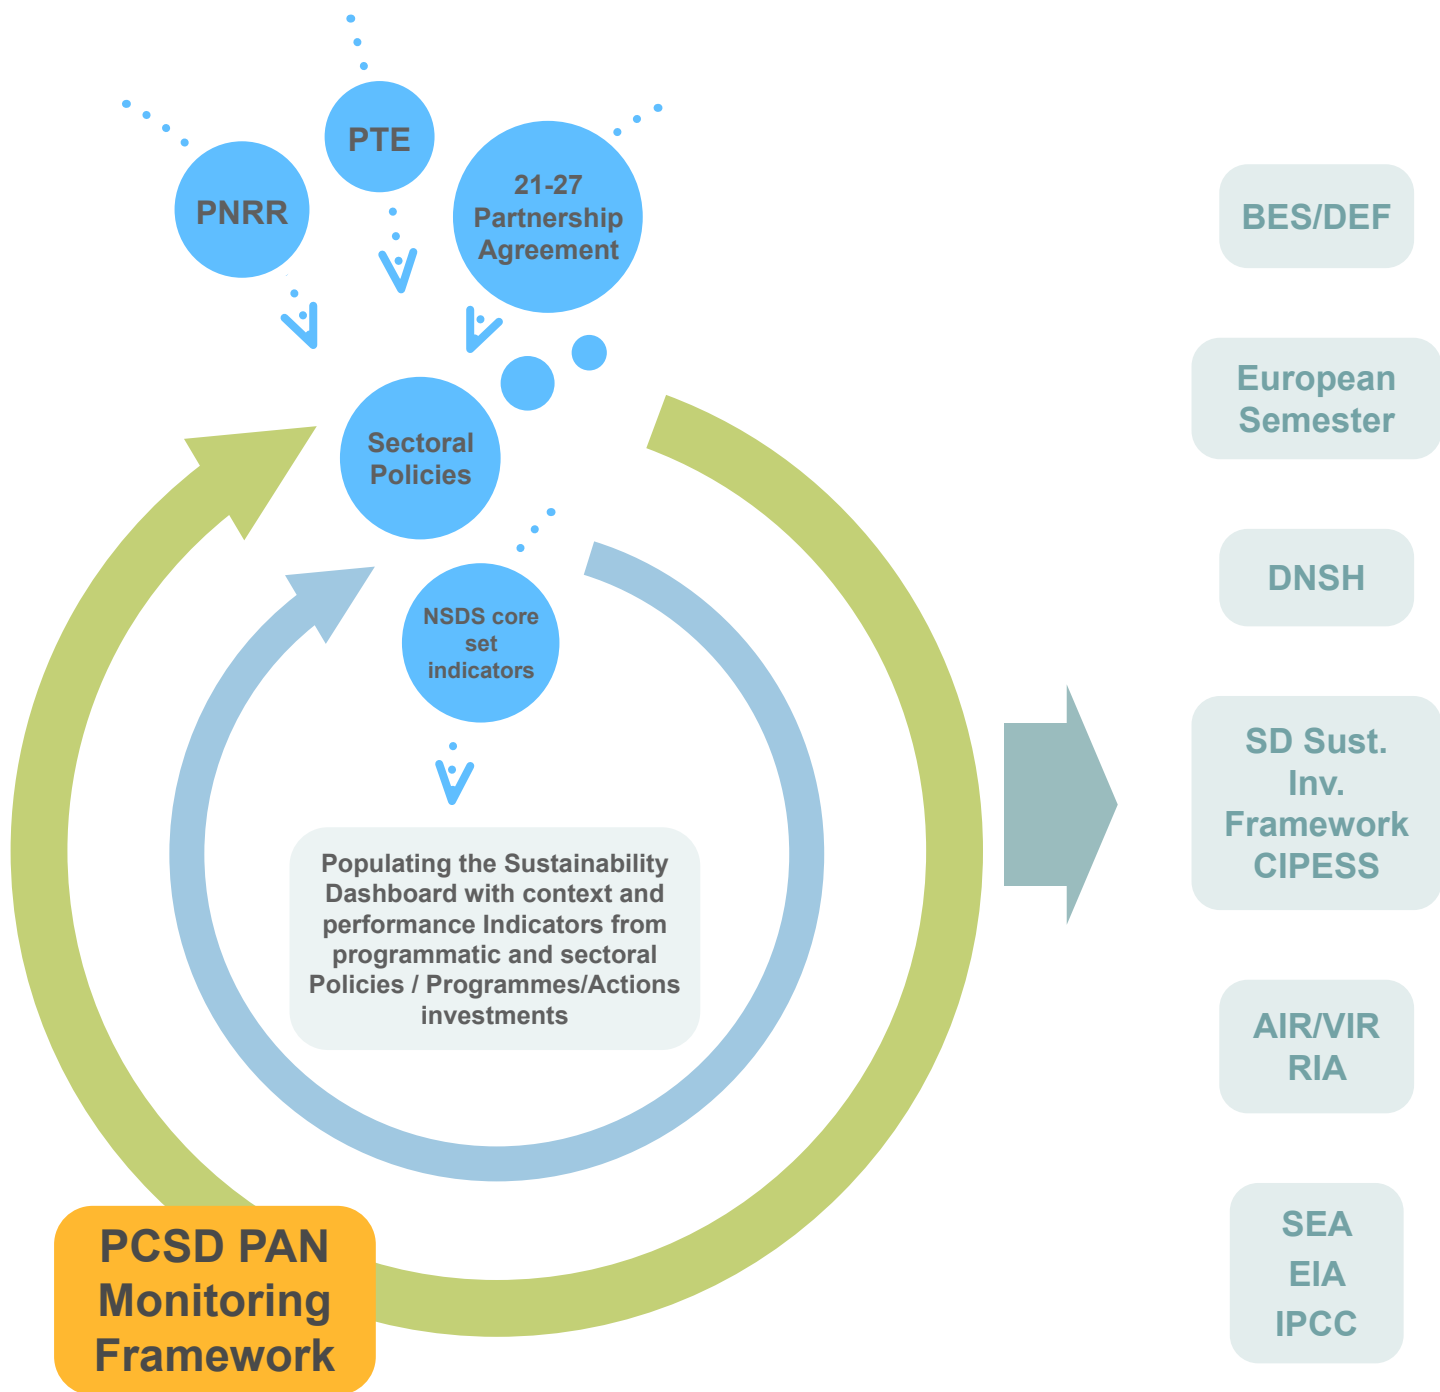 PTE
PNRR
21-27
Partnership
Agreement
Sectoral
Policies
NSDS core
set
indicators
Populating the Sustainability
Dashboard with context and
performance Indicators from
programmatic and sectoral
Policies / Programmes/Actions
investments
PCSD PAN
Monitoring
Framework
BES/DEF
European
Semester
DNSH
SD Sust.
Inv.
Framework
CIPESS
AIR/VIR
RIA
SEA
EIA
IPCC